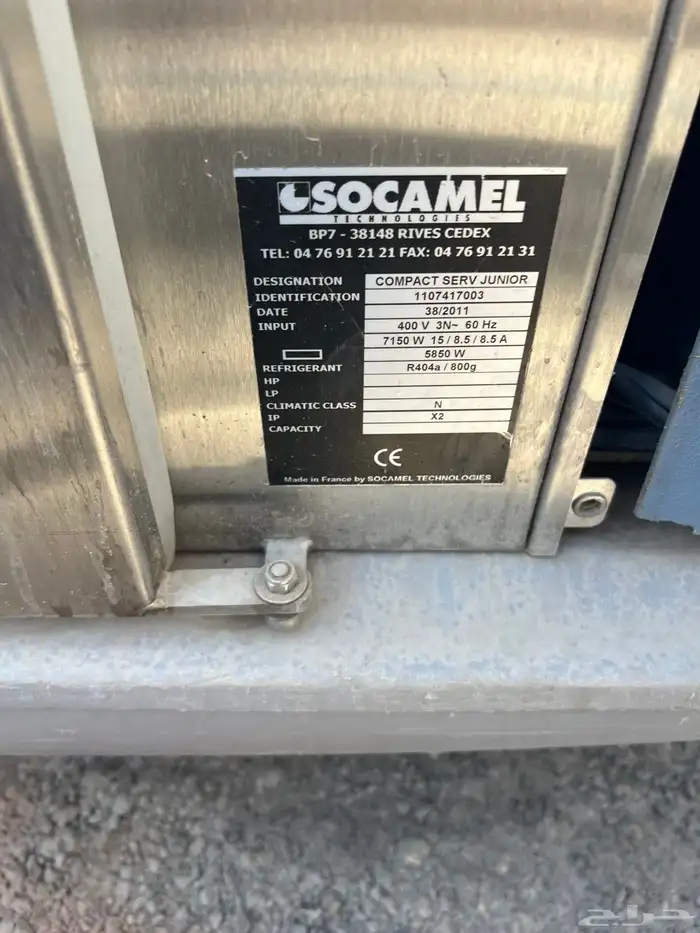 SOCAMEL
TECHNOLOGIES
BP7 - 38148 RIVES CEDEX
TEL: 04 76 91 21 21 FAX: 04 76 91 21 31
DESIGNATION COMPACT SERV JUNIOR
IDENTIFICATION 1107417003
DATE 38/2011
INPUT 400 V 3N~ 60 Hz
7150 W 15 / 8.5 / 8.5 A
5850 W
REFRIGERANT R404a / 800g
HP
LP
CLIMATIC CLASS N
IP X2
CAPACITY
CE
Made in France by SOCAMEL TECHNOLOGIES
حراج